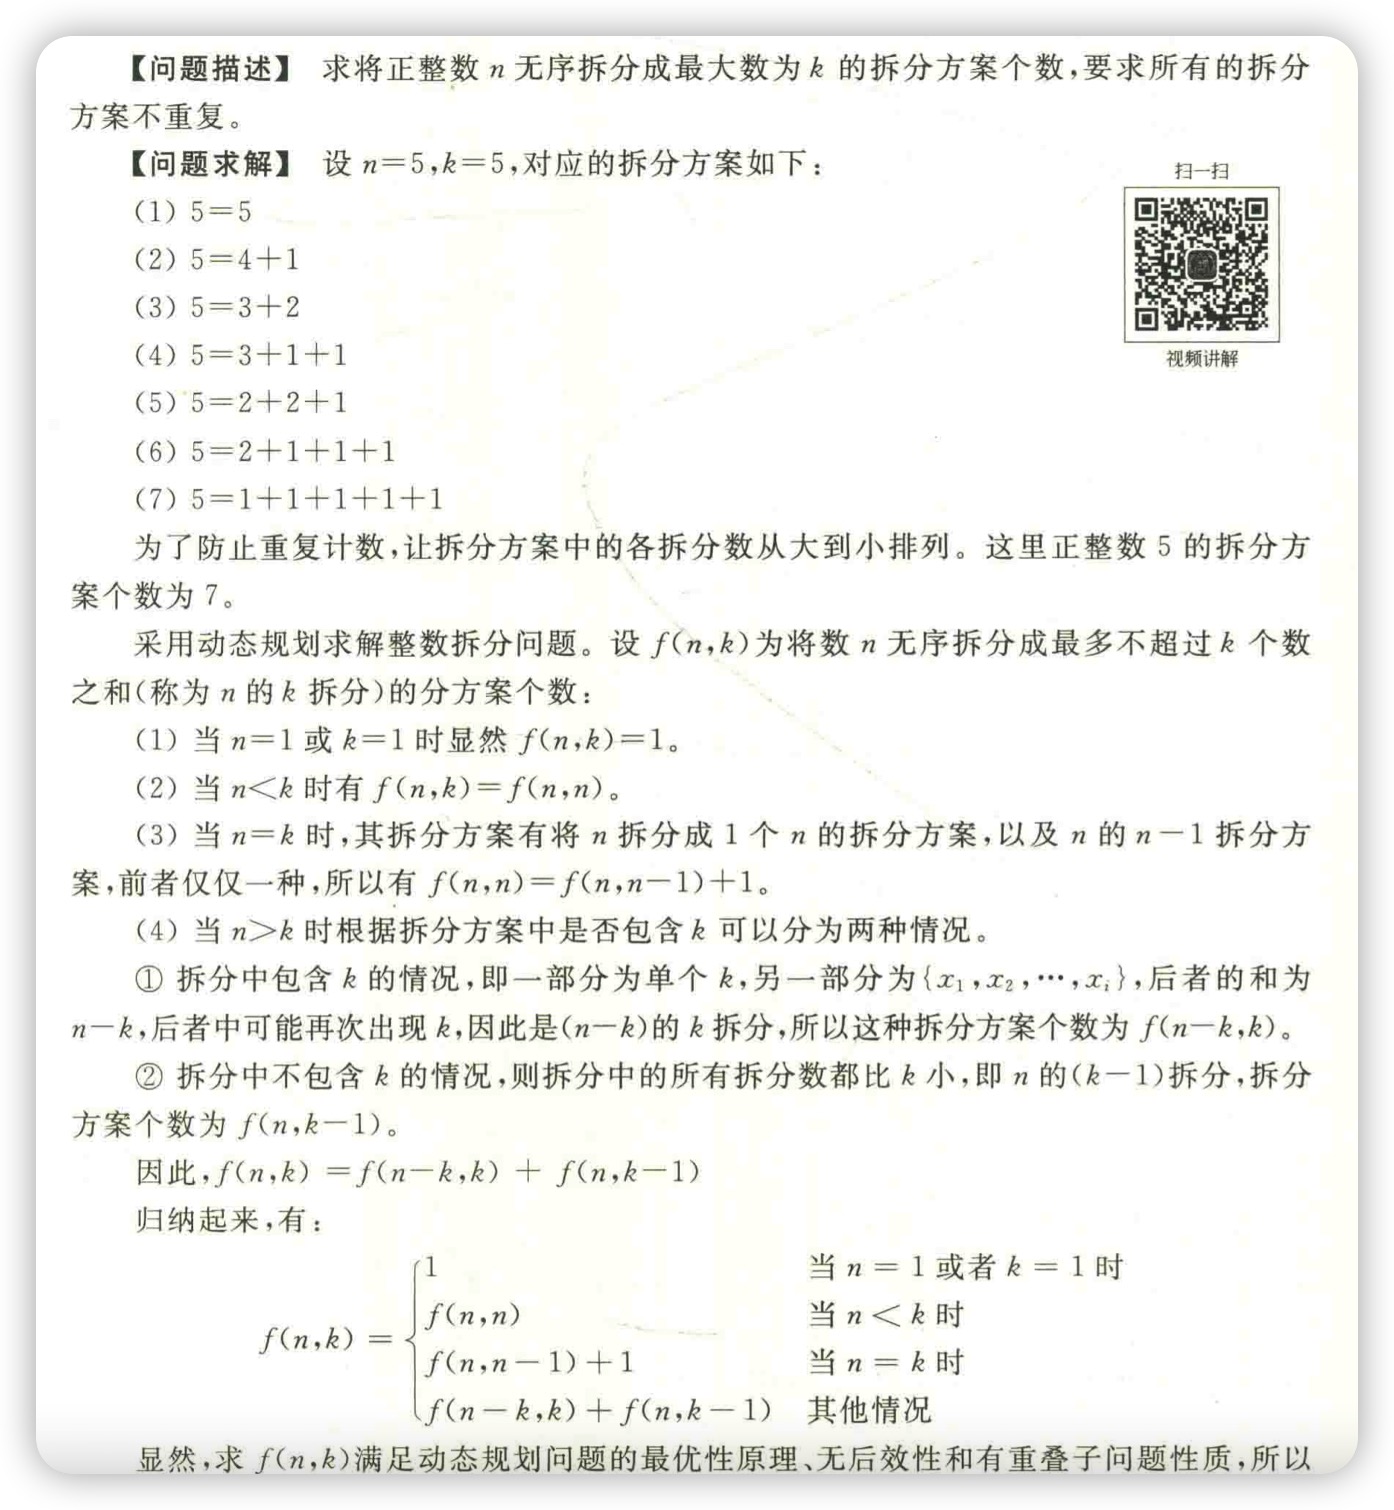 【问题描述】 求将正整数 n 无序拆分成最大数为 k 的拆分方案个数,要求所有的拆分
方案不重复。
【问题求解】 设 n=5,k=5,对应的拆分方案如下:
扫一扫
(1) 5=5
(2) 5=4+1
(3) 5=3+2
(4) 5=3+1+1
视频讲解
(5) 5=2+2+1
(6) 5=2+1+1+1
(7) 5=1+1+1+1+1
为了防止重复计数,让拆分方案中的各拆分数从大到小排列。这里正整数 5 的拆分方
案个数为 7。
采用动态规划求解整数拆分问题。设 f(n,k)为将数 n 无序拆分成最多不超过 k 个数
之和(称为 n 的 k 拆分)的分方案个数:
(1) 当 n=1 或 k=1 时显然 f(n,k)=1。
(2) 当 n<k 时有 f(n,k)=f(n,n)。
(3) 当 n=k 时,其拆分方案有将 n 拆分成 1 个 n 的拆分方案,以及 n 的 n-1 拆分方
案,前者仅仅一种,所以有 f(n,n)=f(n,n-1)+1。
(4) 当 n>k 时根据拆分方案中是否包含 k 可以分为两种情况。
① 拆分中包含 k 的情况,即一部分为单个 k,另一部分为{x₁,x₂,…,xᵢ},后者的和为
n-k,后者中可能再次出现 k,因此是(n-k)的 k 拆分,所以这种拆分方案个数为 f(n-k,k)。
② 拆分中不包含 k 的情况,则拆分中的所有拆分数都比 k 小,即 n 的(k-1)拆分,拆分
方案个数为 f(n,k-1)。
因此,f(n,k) =f(n-k,k) + f(n,k-1)
归纳起来,有:
1 当 n = 1 或者 k = 1 时
f(n,n) 当 n < k 时
f(n,k) =
f(n,n-1)+1 当 n = k 时
f(n-k,k)+f(n,k-1) 其他情况
显然,求 f(n,k)满足动态规划问题的最优性原理、无后效性和有重叠子问题性质,所以